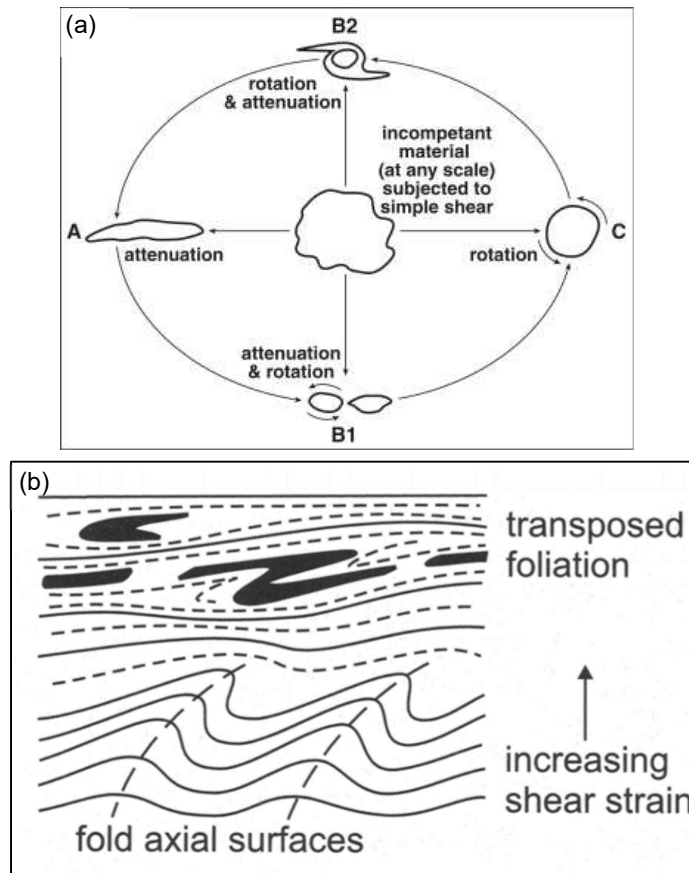 (a)
B2
rotation
& attenuation
incompetant
material
(at any scale)
subjected to
simple shear
A
attenuation
rotation
C
attenuation
& rotation
B1
(b)
transposed
foliation
increasing
shear strain
fold axial surfaces